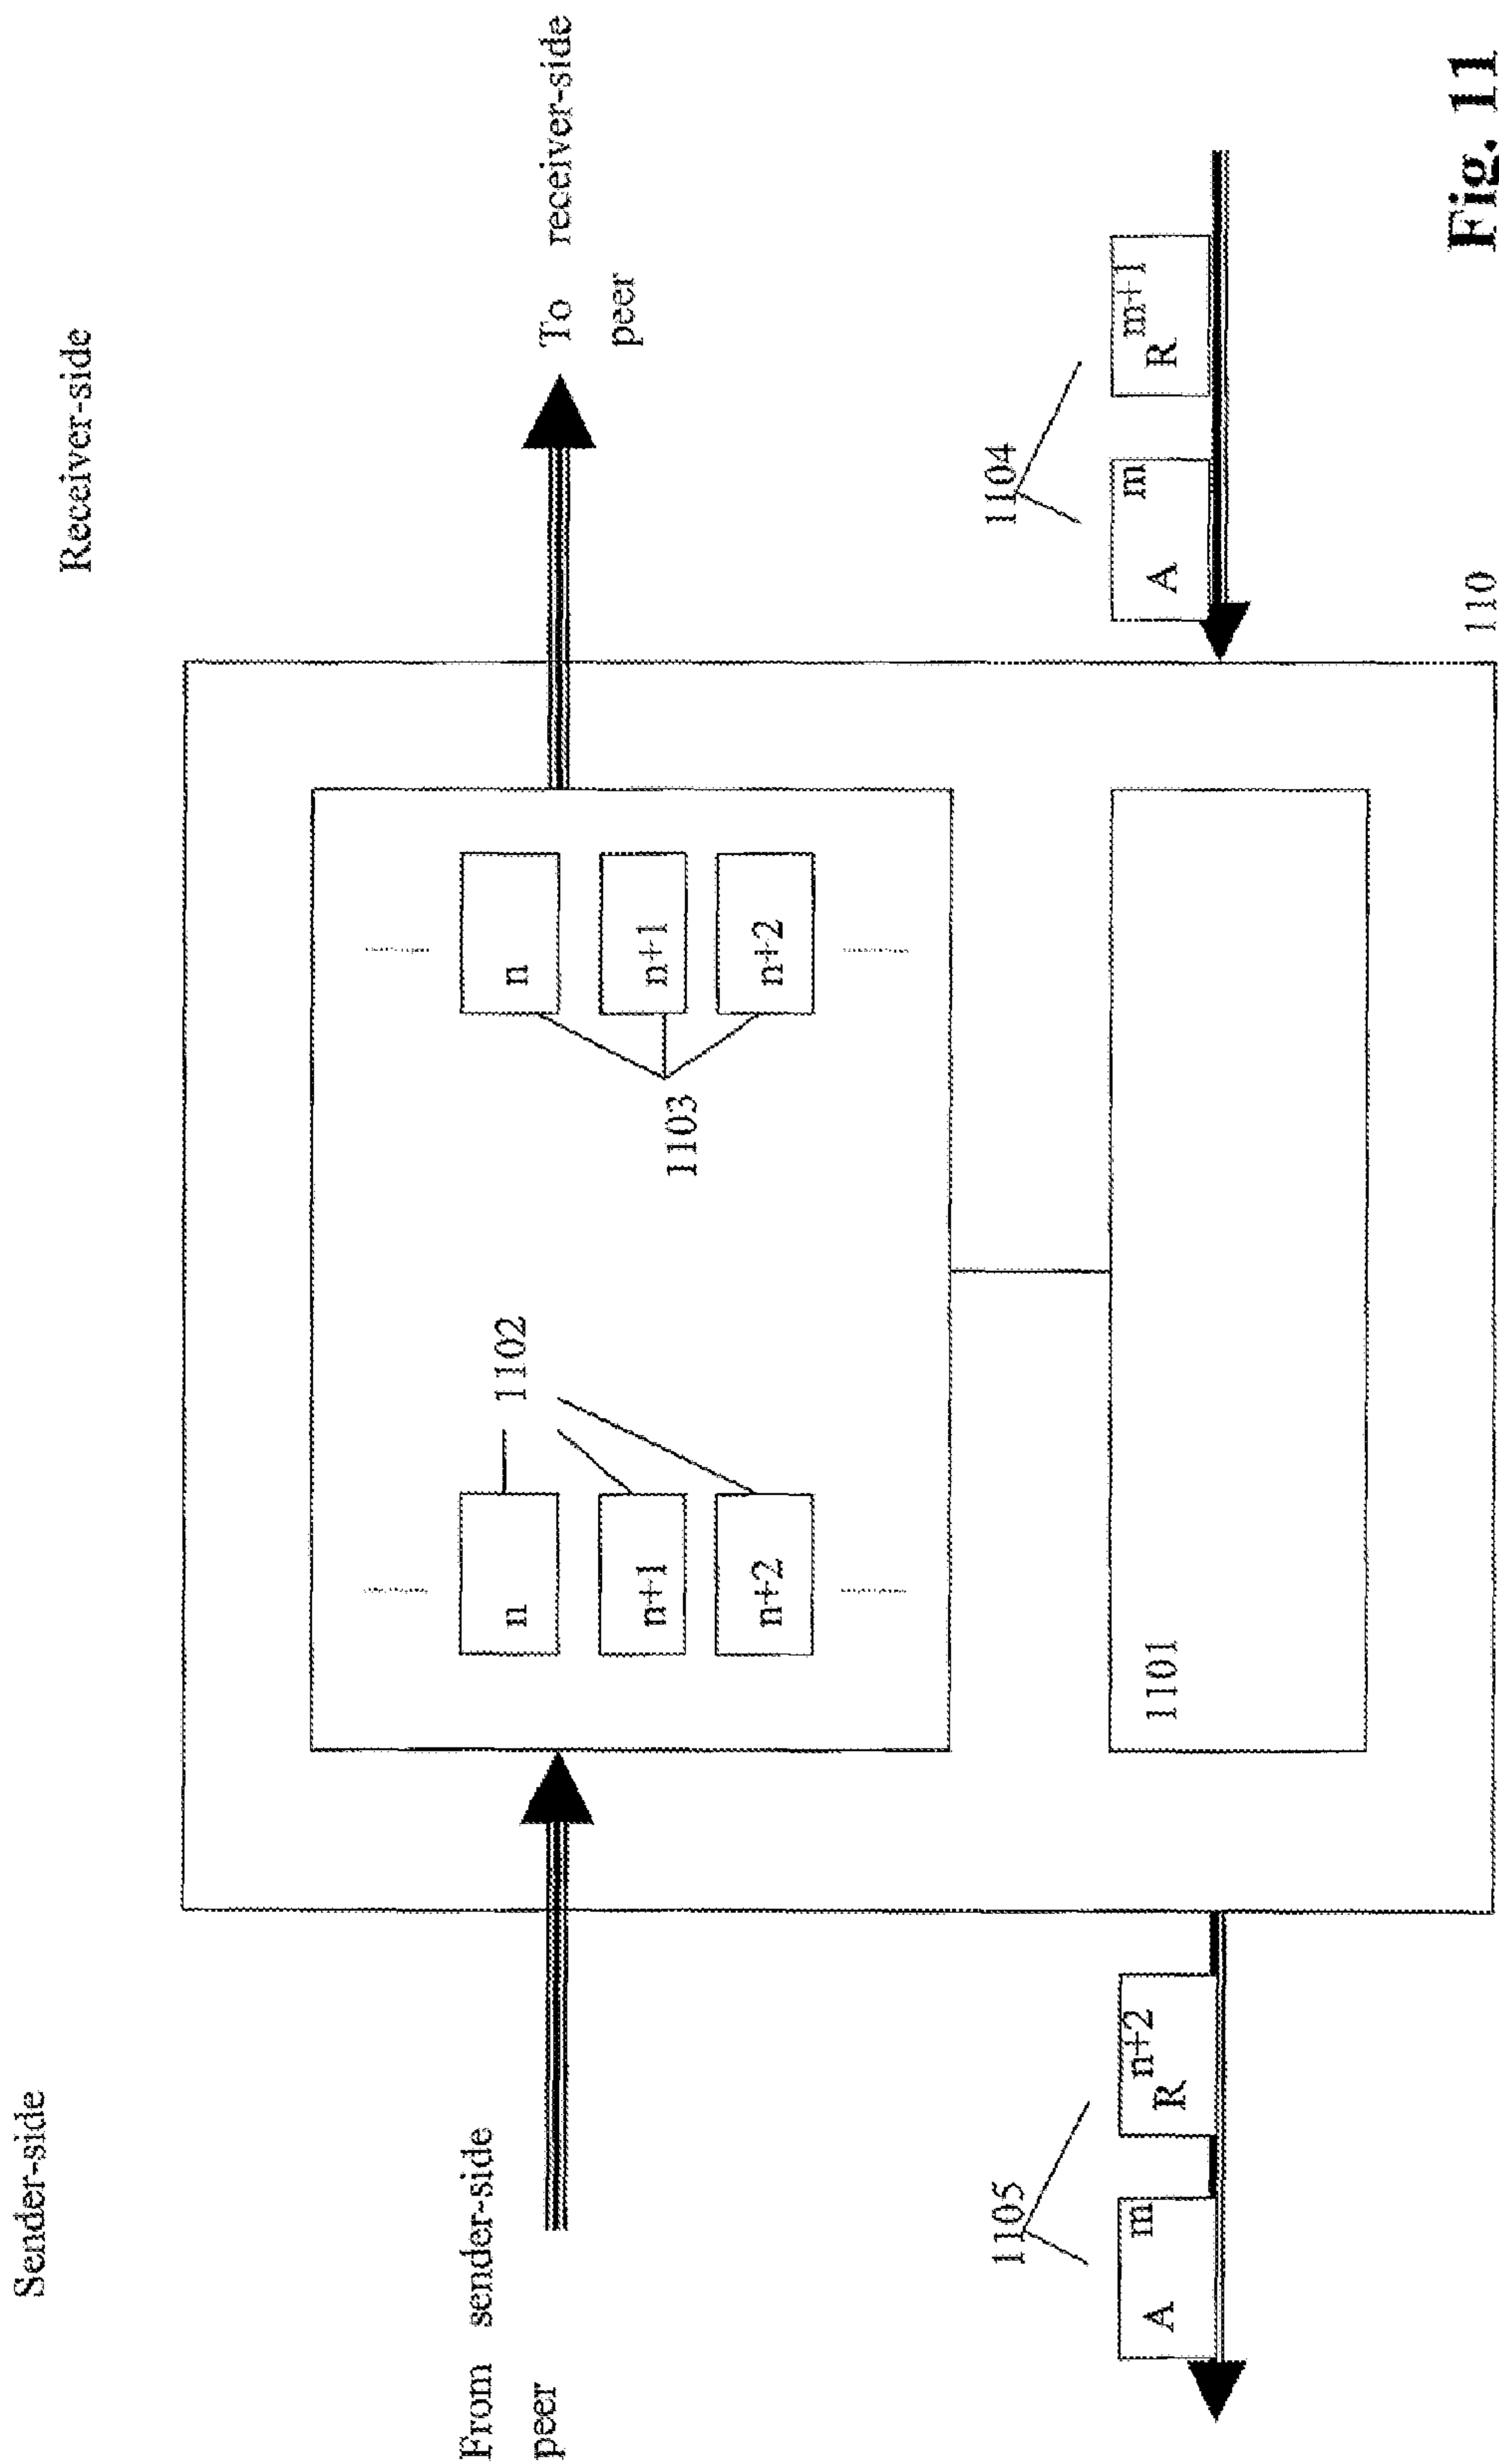 Sender-side
Receiver-side
From sender-side
peer
To receiver-side
peer
n
1102
n
n+1
n+1
n+2
1103
n+2
1105
1104
A m
R n+2
1101
A m
R m+1
110
Fig. 11